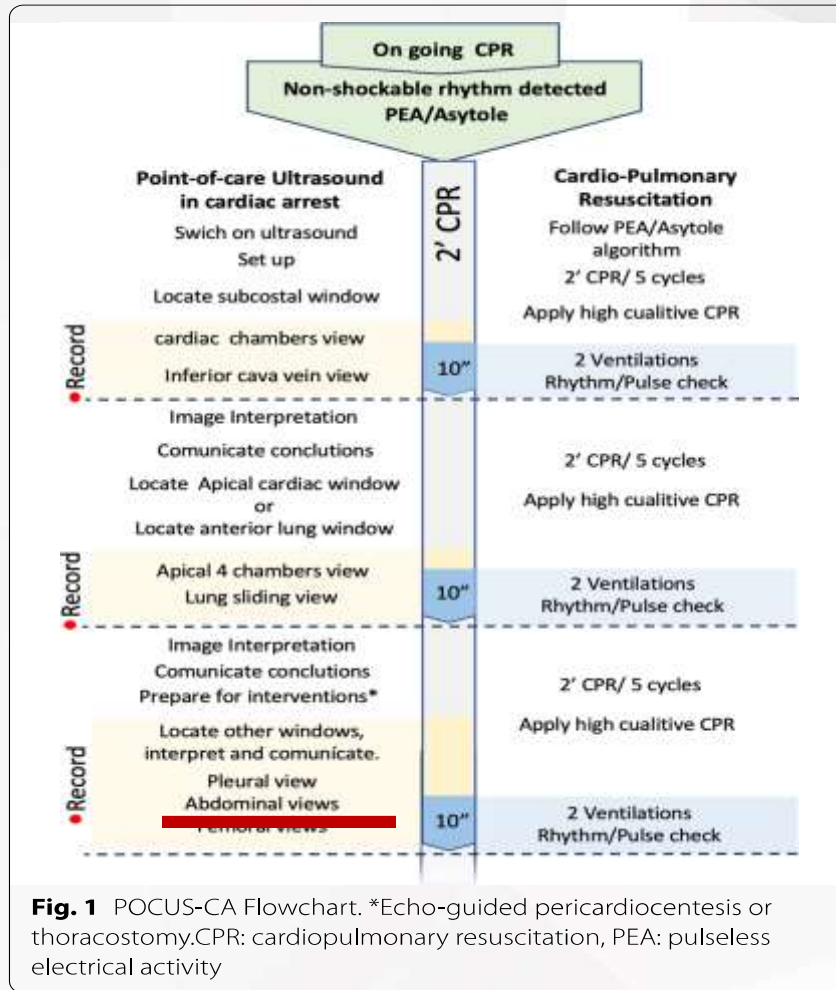 On going CPR
Non-shockable rhythm detected
PEA/Asytole
Point-of-care Ultrasound
in cardiac arrest
Swich on ultrasound
Set up
Locate subcostal window
cardiac chambers view
Inferior cava vein view
Record
Image Interpretation
Comunicate conclutions
Locate Apical cardiac window
or
Locate anterior lung window
Apical 4 chambers view
Lung sliding view
Record
Image Interpretation
Comunicate conclutions
Prepare for interventions*
Locate other windows,
interpret and comunícate.
Pleural view
Abdominal views
Femoral views
Record
2' CPR
10"
10"
10"
Cardio-Pulmonary
Resuscitation
Follow PEA/Asytole
algorithm
2' CPR/ 5 cycles
Apply high cualitive CPR
2 Ventilations
Rhythm/Pulse check
2' CPR/ 5 cycles
Apply high cualitive CPR
2 Ventilations
Rhythm/Pulse check
2' CPR/ 5 cycles
Apply high cualitive CPR
2 Ventilations
Rhythm/Pulse check
Fig. 1 POCUS-CA Flowchart. *Echo-guided pericardiocentesis or
thoracostomy.CPR: cardiopulmonary resuscitation, PEA: pulseless
electrical activity